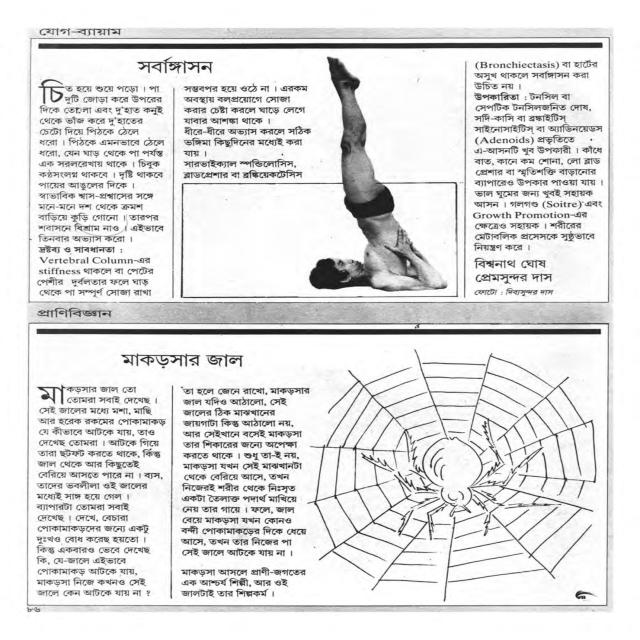 যোগ-ব্যায়াম
সর্বাঙ্গাসন
চিত হয়ে শুয়ে পড়ো । পা
দুটি জোড়া করে উপরের
দিকে তোলো এবং দু'হাত কনুই
থেকে ভাঁজ করে দু'হাতের
চেটো দিয়ে পিঠকে ঠেলে
ধরো । পিঠকে এমনভাবে ঠেলে
ধরো, যেন ঘাড় থেকে পা পর্যন্ত
এক সরলরেখায় থাকে । চিবুক
কণ্ঠসংলগ্ন থাকবে । দৃষ্টি থাকবে
পায়ের আঙুলের দিকে ।
স্বাভাবিক শ্বাস-প্রশ্বাসের সঙ্গে
মনে-মনে দশ থেকে ক্রমশ
বাড়িয়ে কুড়ি গোনো । তারপর
শবাসনে বিশ্রাম নাও । এইভাবে
তিনবার অভ্যাস করো ।
দ্রষ্টব্য ও সাবধানতা :
Vertebral Column-এর
stiffness থাকলে বা পেটের
পেশীর দুর্বলতার ফলে ঘাড়
থেকে পা সম্পূর্ণ সোজা রাখা
সম্ভবপর হয়ে ওঠে না । এরকম
অবস্থায় বলপ্রয়োগে সোজা
করার চেষ্টা করলে ঘাড়ে লেগে
যাবার আশঙ্কা থাকে ।
ধীরে-ধীরে অভ্যাস করলে সঠিক
ভঙ্গিমা কিছুদিনের মধ্যেই করা
যায় ।
সারভাইক্যাল স্পন্ডিলোসিস,
ব্লাডপ্রেশার বা ব্রঙ্কিয়েকটেসিস
(Bronchiectasis) বা হার্টের
অসুখ থাকলে সর্বাঙ্গাসন করা
উচিত নয় ।
উপকারিতা : টনসিল বা
সেপটিক টনসিলজনিত দোষ,
সর্দি-কাসি বা ব্রঙ্কাইটিস্
সাইনোসাইটিস্ বা অ্যাডিনয়েডস
(Adenoids) প্রভৃতিতে
এ-আসনটি খুব উপকারী । কাঁধে
বাত, কানে কম শোনা, লো ব্লাড
প্রেশার বা স্মৃতিশক্তি বাড়ানোর
ব্যাপারেও উপকার পাওয়া যায় ।
ভাল ঘুমের জন্য খুবই সহায়ক
আসন । গলগণ্ড (Soitre) এবং
Growth Promotion-এর
ক্ষেত্রেও সহায়ক । শরীরের
মেটাবলিক প্রসেসকে সুষ্ঠুভাবে
নিয়ন্ত্রণ করে ।
বিশ্বনাথ ঘোষ
প্রেমসুন্দর দাস
ফোটো : দিব্যসুন্দর দাস
প্রাণিবিজ্ঞান
মাকড়সার জাল
মাকড়সার জাল তো
তোমরা সবাই দেখেছ ।
সেই জালের মধ্যে মশা, মাছি
আর হরেক রকমের পোকামাকড়
যে কীভাবে আটকে যায়, তাও
দেখেছ তোমরা । আটকে গিয়ে
তারা ছটফট করতে থাকে, কিন্তু
জাল থেকে আর কিছুতেই
বেরিয়ে আসতে পারে না । ব্যস,
তাদের ভবলীলা ওই জালের
মধ্যেই সাঙ্গ হয়ে গেল ।
ব্যাপারটা তোমরা সবাই
দেখেছ । দেখে, বেচারা
পোকামাকড়দের জন্যে একটু
দুঃখও বোধ করেছ হয়তো ।
কিন্তু একবারও ভেবে দেখেছ
কি, যে-জালে এইভাবে
পোকামাকড় আটকে যায়,
মাকড়সা নিজে কখনও সেই
জালে কেন আটকে যায় না ?
তা হলে জেনে রাখো, মাকড়সার
জাল যদিও আঠালো, সেই
জালের ঠিক মাঝখানের
জায়গাটা কিন্তু আঠালো নয়,
আর সেইখানে বসেই মাকড়সা
তার শিকারের জন্যে অপেক্ষা
করতে থাকে । শুধু তা-ই নয়,
মাকড়সা যখন সেই মাঝখানটা
থেকে বেরিয়ে আসে, তখন
নিজেরই শরীর থেকে নিঃসৃত
একটা তৈলাক্ত পদার্থ মাখিয়ে
নেয় তার গায়ে । ফলে, জাল
বেয়ে মাকড়সা যখন কোনও
বন্দী পোকামাকড়ের দিকে ধেয়ে
আসে, তখন তার নিজের পা
সেই জালে আটকে যায় না ।
মাকড়সা আসলে প্রাণী-জগতের
এক আশ্চর্য শিল্পী, আর ওই
জালটাই তার শিল্পকর্ম ।
৮৬